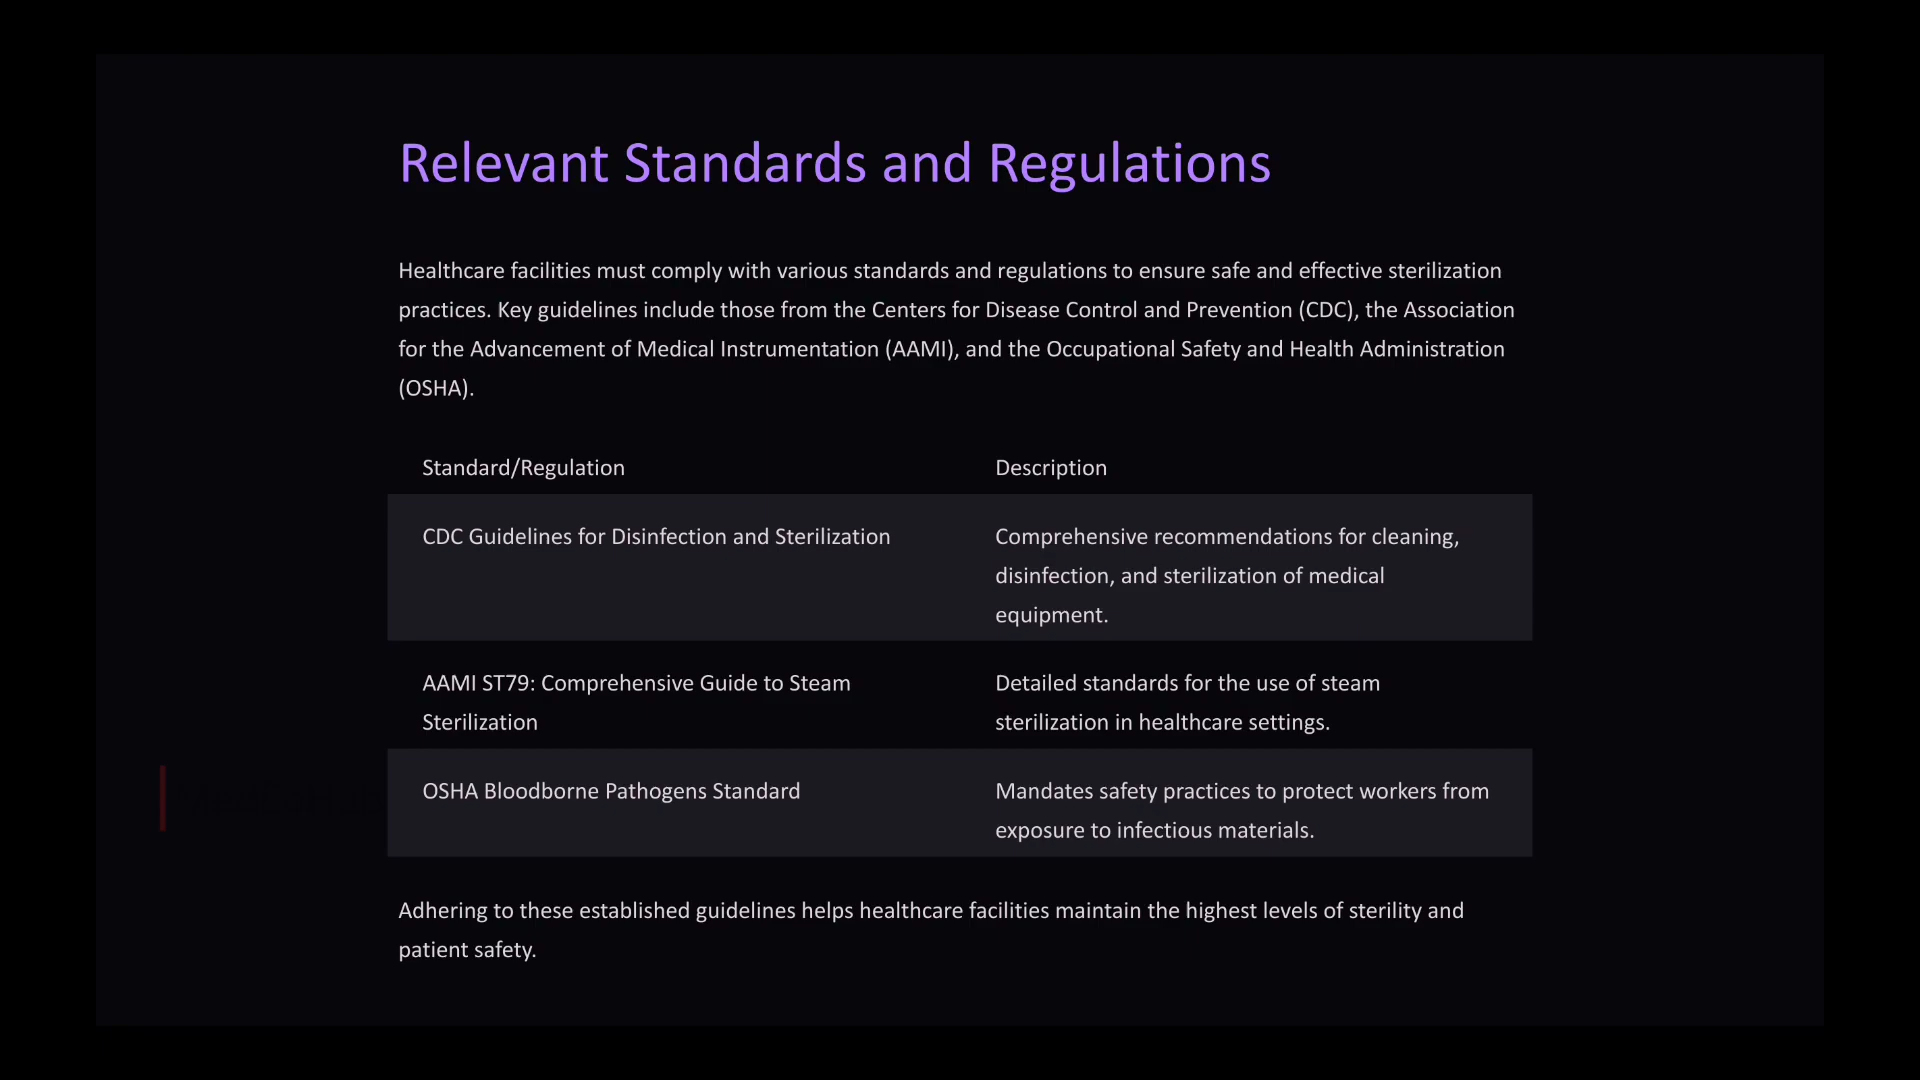 Relevant Standards and Regulations
Healthcare facilities must comply with various standards and regulations to ensure safe and effective sterilization
practices. Key guidelines include those from the Centers for Disease Control and Prevention (CDC), the Association
for the Advancement of Medical Instrumentation (AAMI), and the Occupational Safety and Health Administration
(OSHA).
Standard/Regulation Description
CDC Guidelines for Disinfection and Sterilization Comprehensive recommendations for cleaning,
disinfection, and sterilization of medical
equipment.
AAMI ST79: Comprehensive Guide to Steam Detailed standards for the use of steam
Sterilization sterilization in healthcare settings.
OSHA Bloodborne Pathogens Standard Mandates safety practices to protect workers from
exposure to infectious materials.
Adhering to these established guidelines helps healthcare facilities maintain the highest levels of sterility and
patient safety.